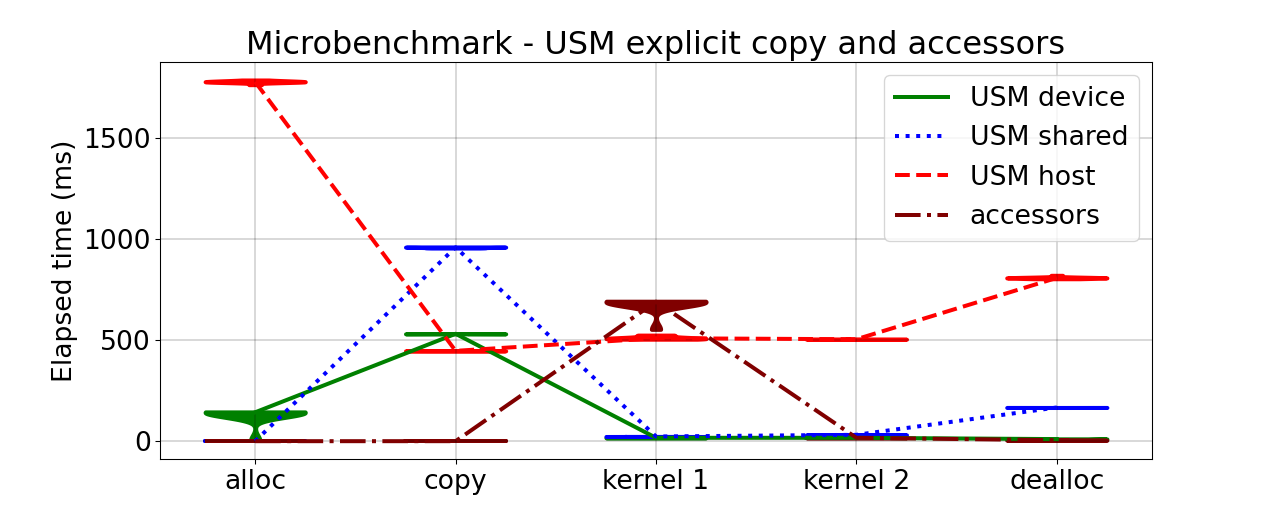 Microbenchmark - USM explicit copy and accessors
Elapsed time (ms)
1500
1000
500
0
USM device
USM shared
USM host
accessors
alloc copy kernel 1 kernel 2 dealloc